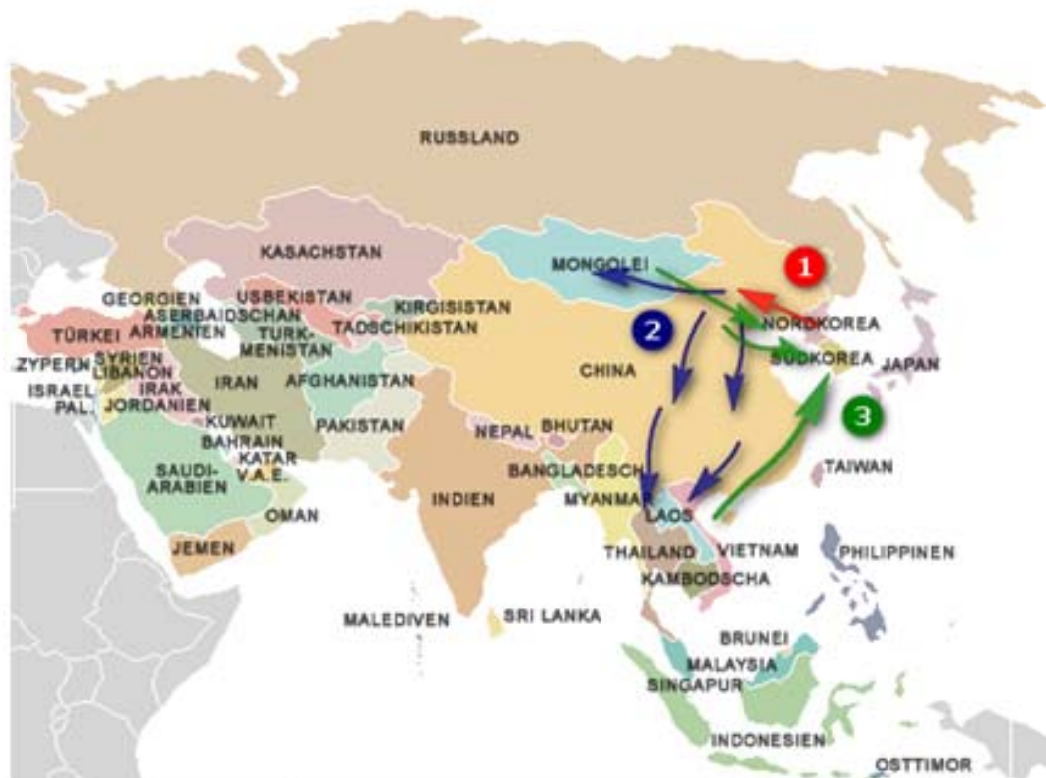 RUSSLAND
KASACHSTAN
MONGOLEI
1
GEORGIEN
USBEKISTAN
KIRGISISTAN
ASERBAIDSCHAN
NORDKOREA
TÜRKEI
ARMENIEN
TURK-
MENISTAN
TADSCHIKISTAN
2
SÜDKOREA
JAPAN
ZYPERN
SYRIEN
LIBANON
IRAN
AFGHANISTAN
CHINA
ISRAEL
PAL.
IRAK
JORDANIEN
KUWAIT
PAKISTAN
NEPAL
BHUTAN
3
BAHRAIN
KATAR
V.A.E.
SAUDI-
ARABIEN
INDIEN
BANGLADESCH
TAIWAN
MYANMAR
OMAN
LAOS
JEMEN
THAILAND
VIETNAM
PHILIPPINEN
KAMBODSCHA
MALEDIVEN
SRI LANKA
BRUNEI
MALAYSIA
SINGAPUR
INDONESIEN
OSTTIMOR